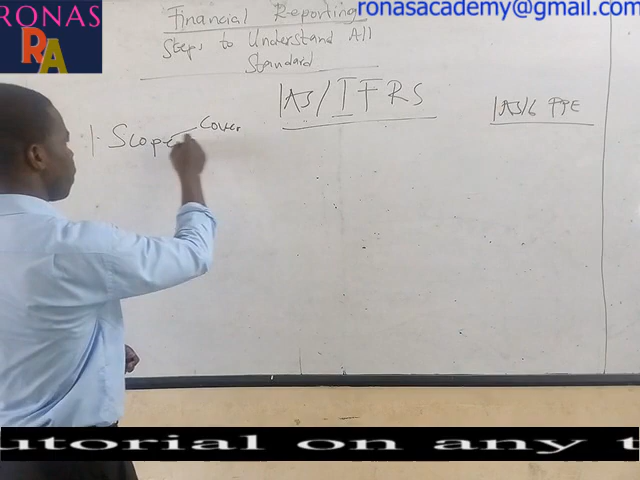 RONAS
RA
ronasacademy@gmail.com
Financial Reporting
Steps to Understand All
Standard
IAS/IFRS
IAS16 PPE
1. Scope Cover
utorial on any t